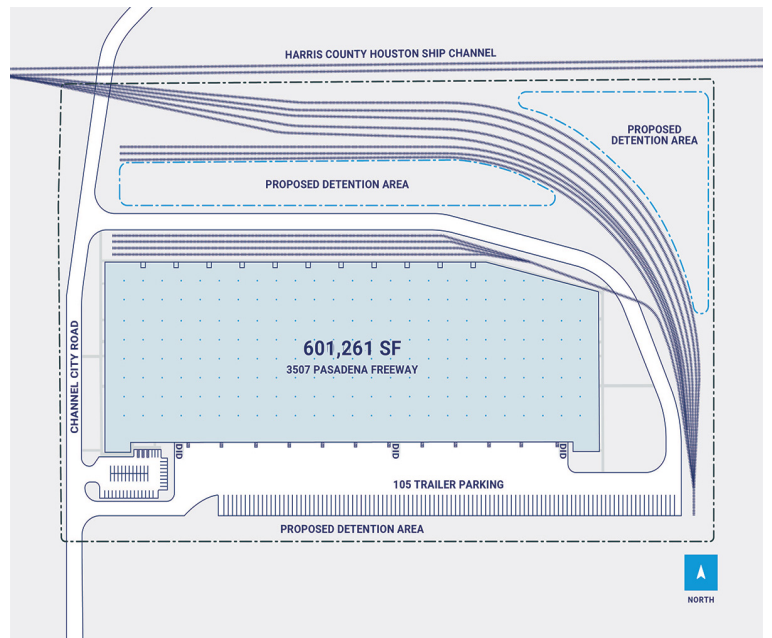 HARRIS COUNTY HOUSTON SHIP CHANNEL
PROPOSED
DETENTION AREA
PROPOSED DETENTION AREA
CHANNEL CITY ROAD
601,261 SF
3507 PASADENA FREEWAY
DID
DID
DID
105 TRAILER PARKING
PROPOSED DETENTION AREA
NORTH